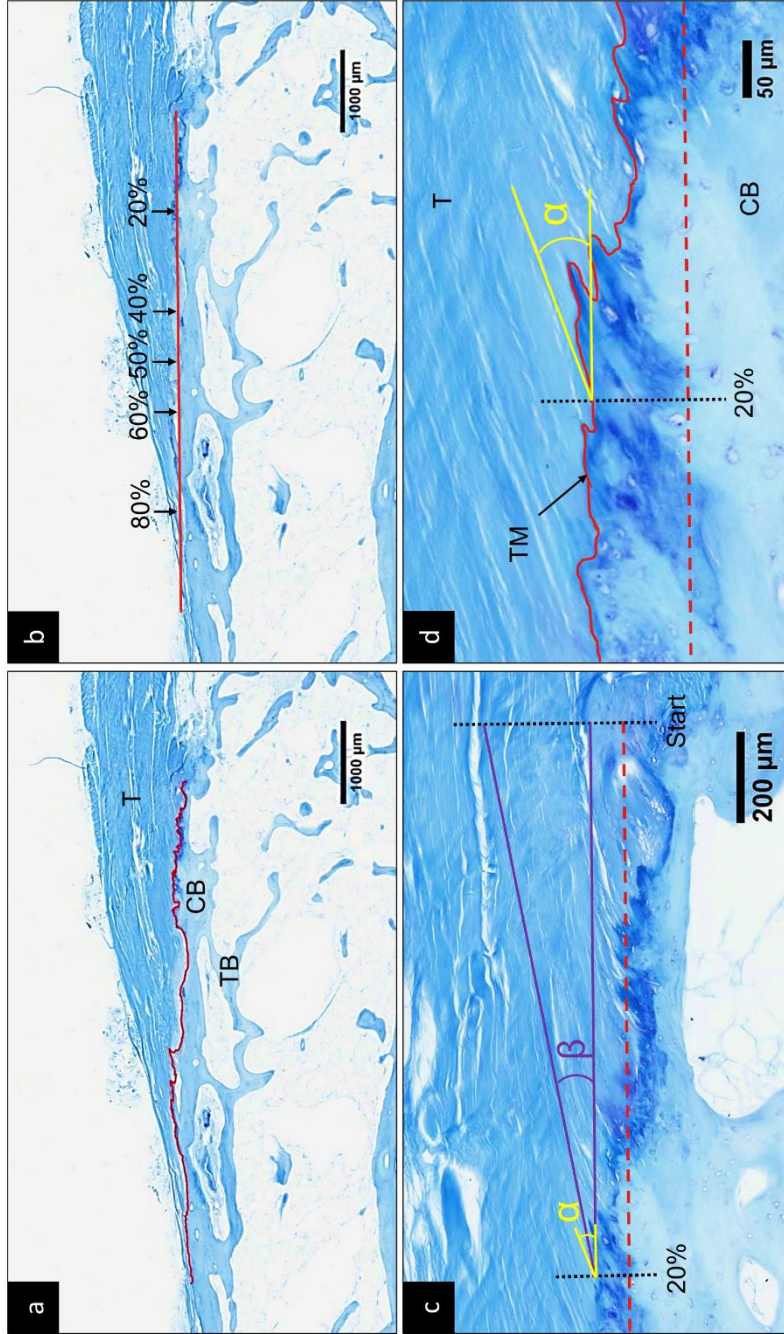 a
T
CB
TB
1000 µm
b
80%
60%
50%
40%
20%
1000 µm
c
α
β
20%
Start
200 µm
d
T
α
TM
20%
CB
50 µm